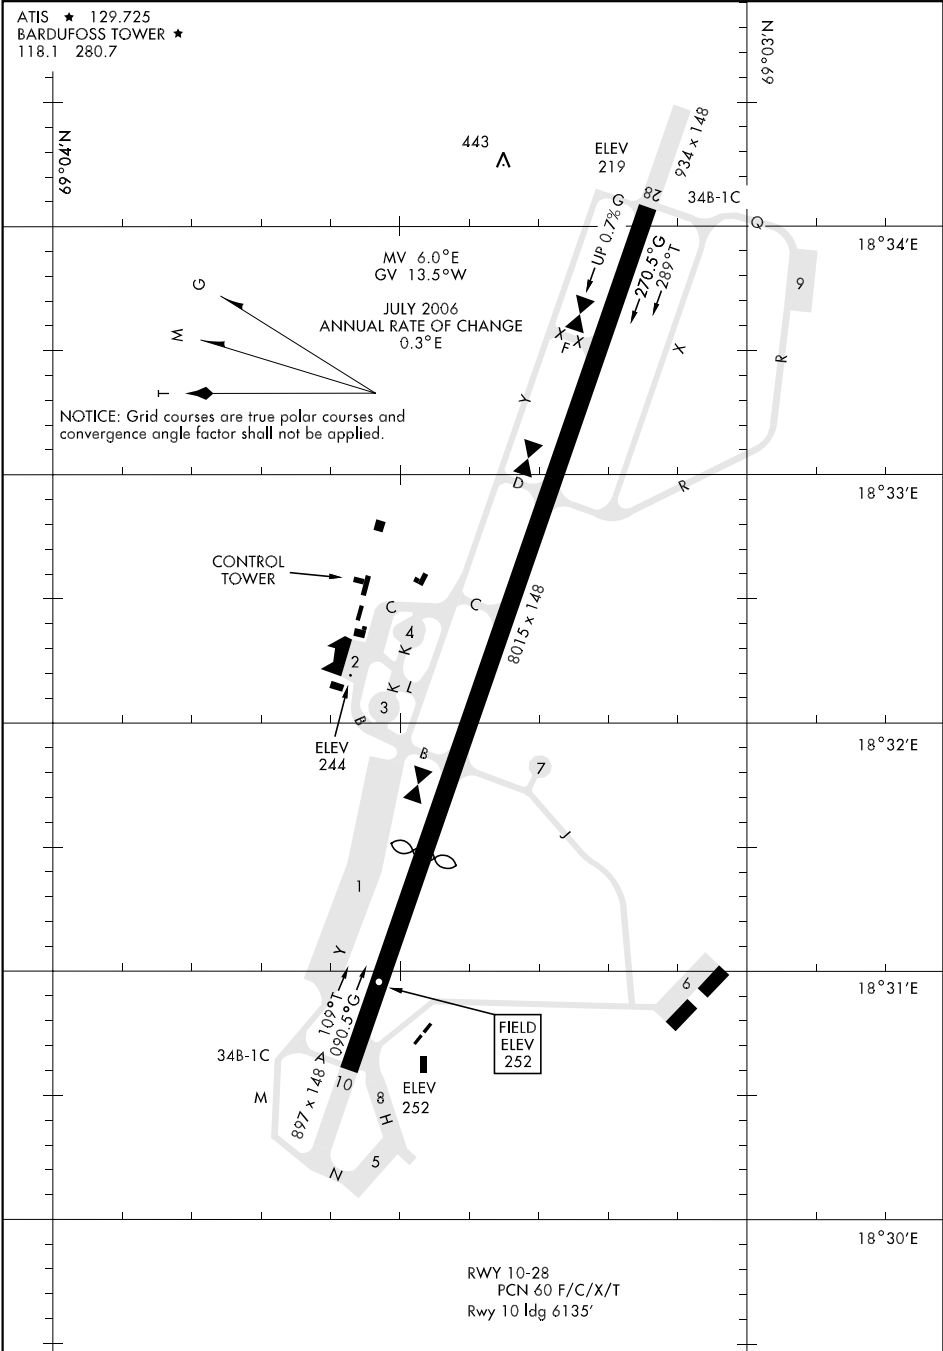 ATIS ★ 129.725
BARDUFOSS TOWER ★
118.1 280.7
69°04'N
69°03'N
443
ELEV
219
934 x 148
34B-1C
28
G
Q
18°34'E
UP 0.7%
270.5°G
289°T
MV 6.0°E
GV 13.5°W
JULY 2006
ANNUAL RATE OF CHANGE
0.3°E
G
M
T
NOTICE: Grid courses are true polar courses and
convergence angle factor shall not be applied.
9
X
F
X
X
R
Y
D
R
18°33'E
CONTROL
TOWER
C
C
4
K
2
K
L
3
B
8015 x 148
ELEV
244
18°32'E
B
7
J
1
Y
18°31'E
6
109°T
090.5°G
FIELD
ELEV
252
34B-1C
A
897 x 148
10
ELEV
252
M
8
H
5
N
18°30'E
RWY 10-28
PCN 60 F/C/X/T
Rwy 10 ldg 6135'